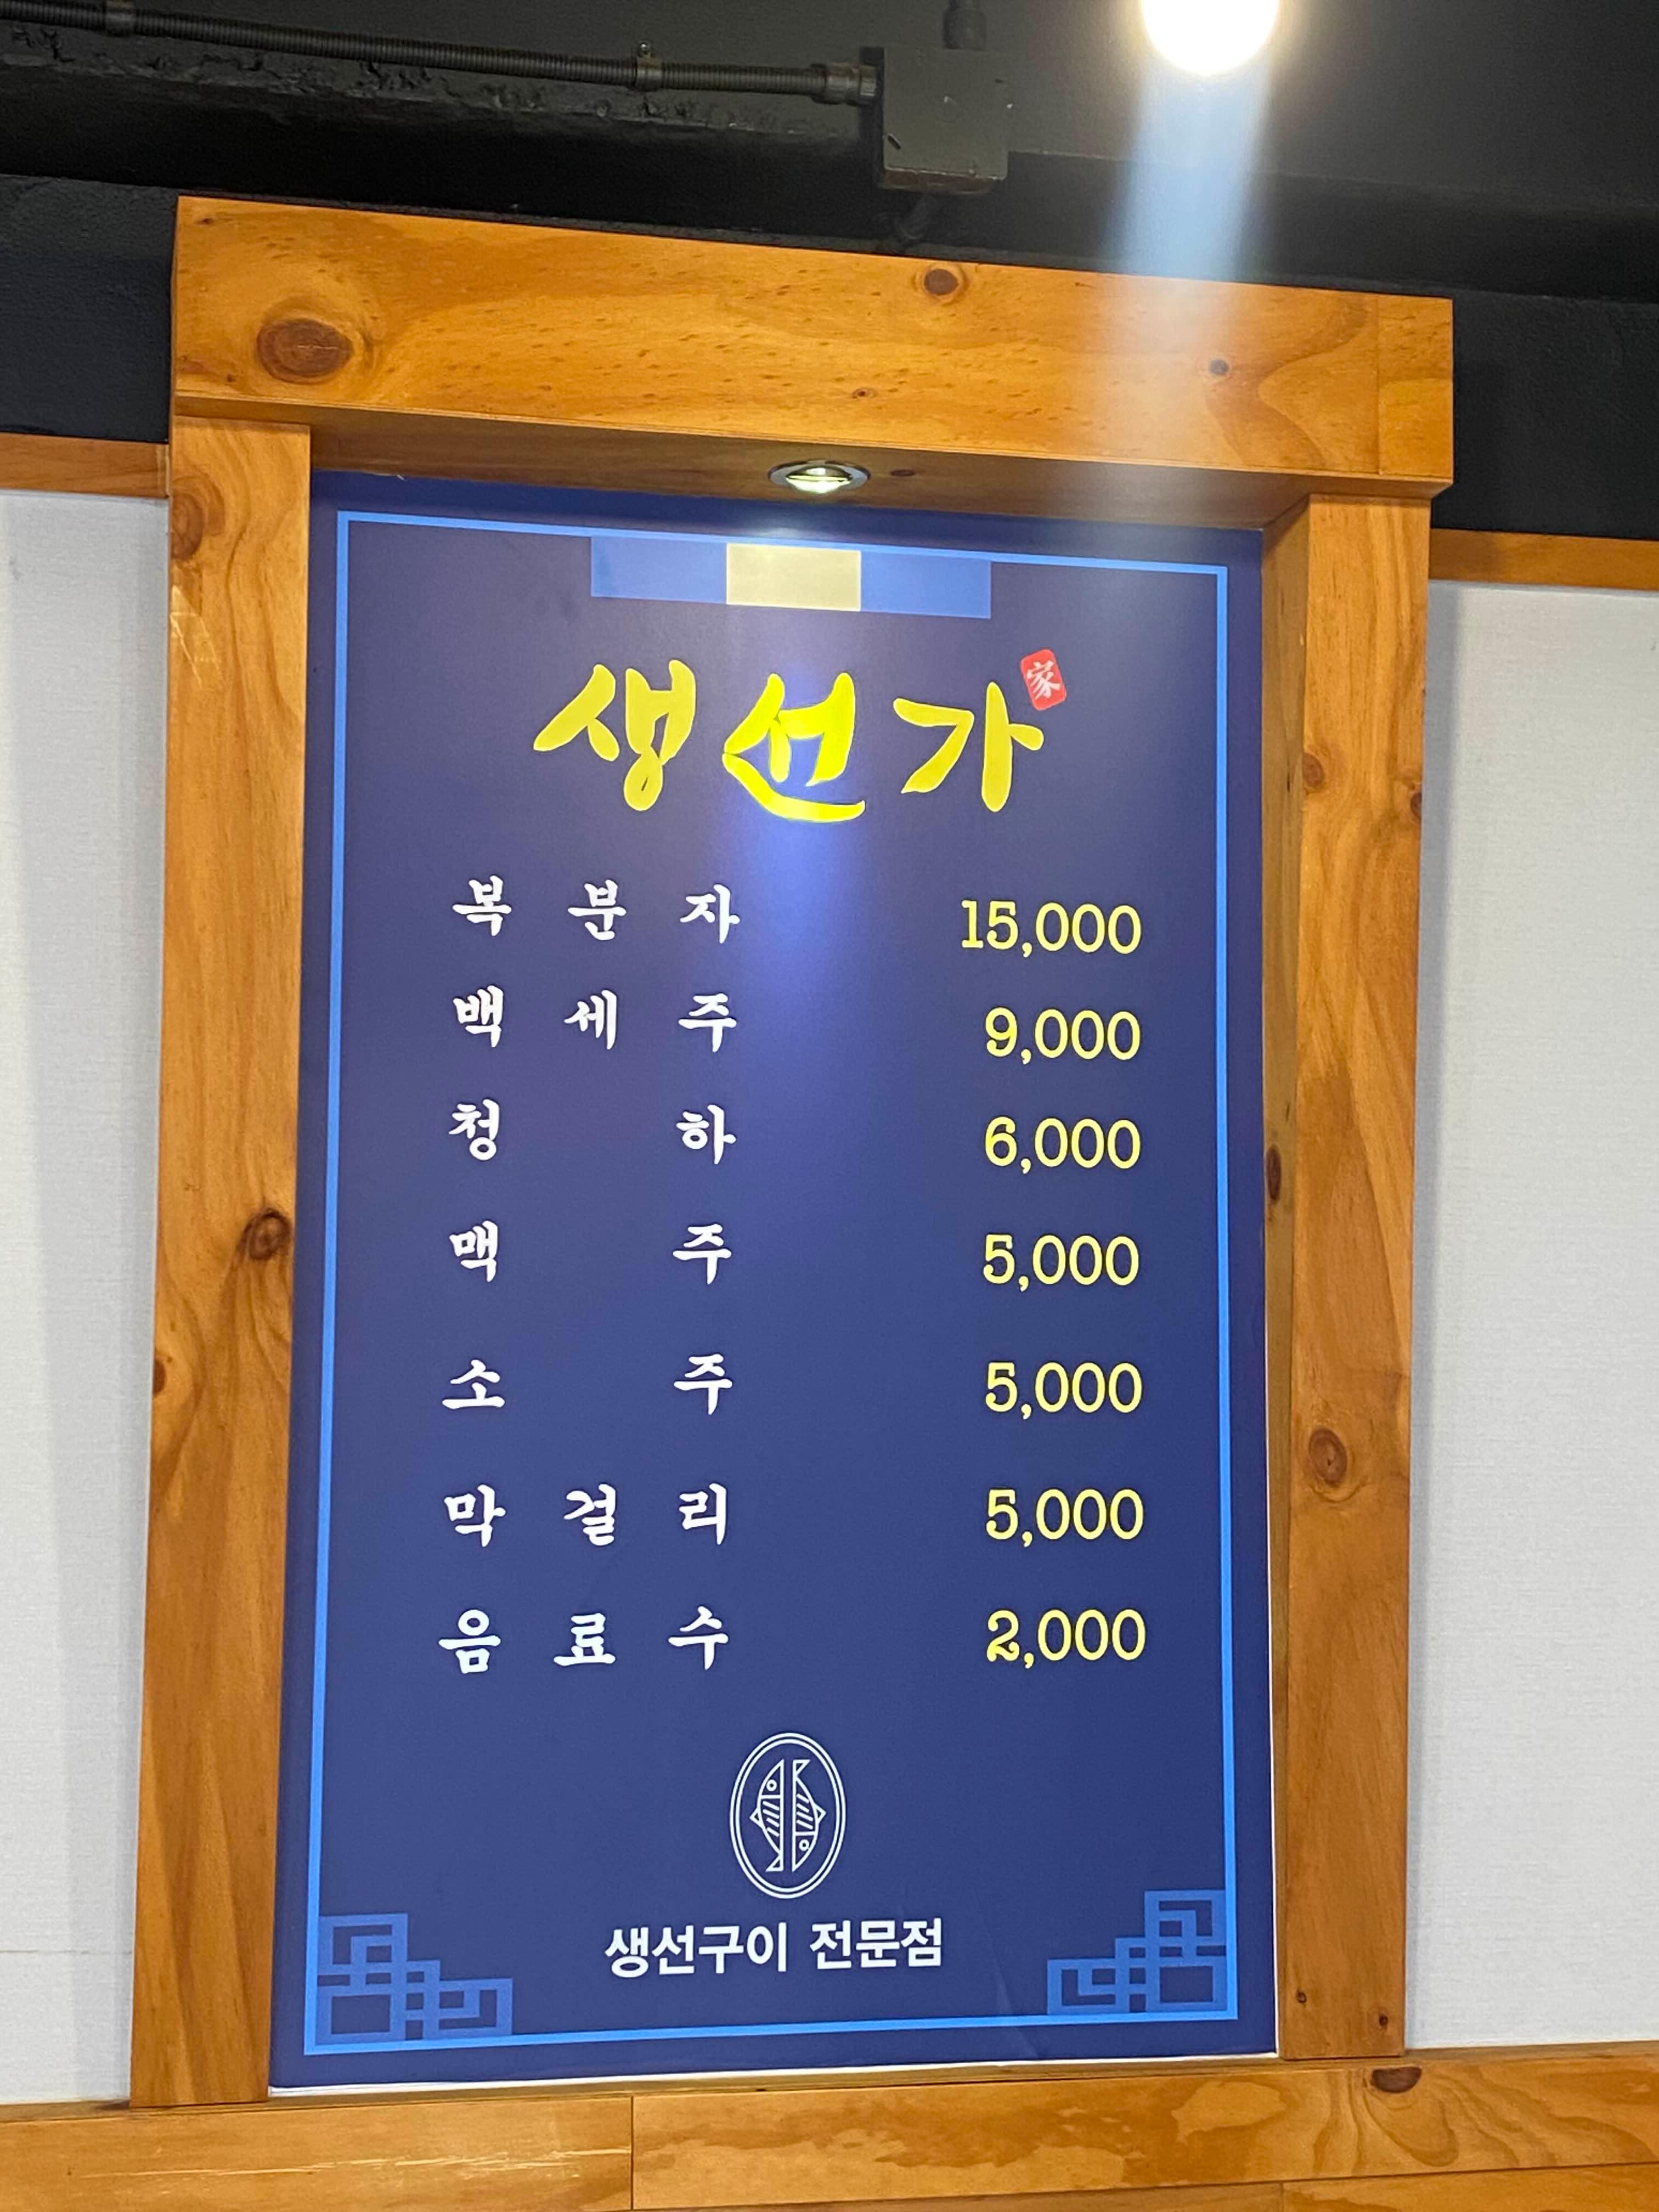 생선가 家
복분자 15,000
백세주 9,000
청하 6,000
맥주 5,000
소주 5,000
막걸리 5,000
음료수 2,000
생선구이 전문점